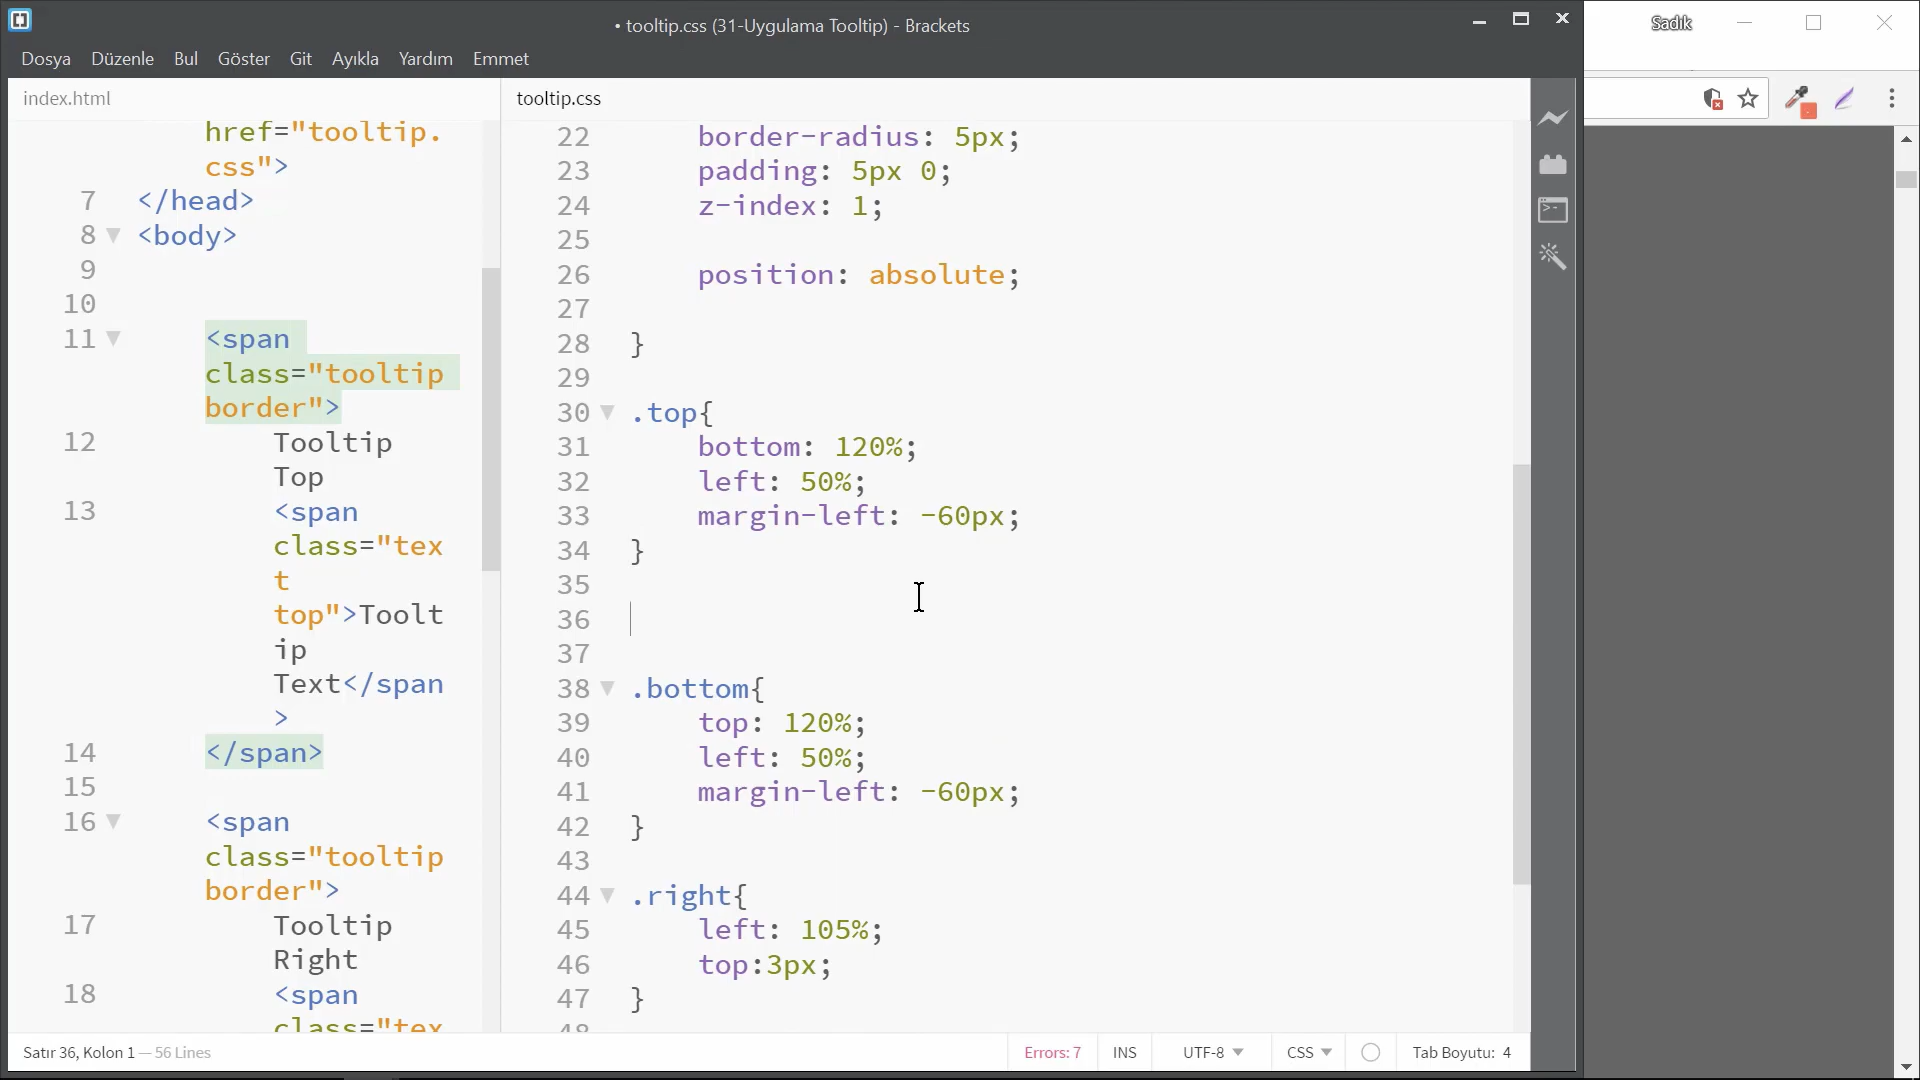 • tooltip.css (31-Uygulama Tooltip) - Brackets
Sadık
Dosya Düzenle Bul Göster Git Ayıkla Yardım Emmet
index.html
href="tooltip.
css">
7 </head>
8 <body>
9
10
11 <span
class="tooltip
border">
12 Tooltip
Top
13 <span
class="tex
t
top">Toolt
ip
Text</span
>
14 </span>
15
16 <span
class="tooltip
border">
17 Tooltip
Right
18 <span
class="tex
tooltip.css
22 border-radius: 5px;
23 padding: 5px 0;
24 z-index: 1;
25
26 position: absolute;
27
28 }
29
30 .top{
31 bottom: 120%;
32 left: 50%;
33 margin-left: -60px;
34 }
35
36
37
38 .bottom{
39 top: 120%;
40 left: 50%;
41 margin-left: -60px;
42 }
43
44 .right{
45 left: 105%;
46 top:3px;
47 }
48
Satır 36, Kolon 1 — 56 Lines
Errors: 7 INS UTF-8 CSS Tab Boyutu: 4